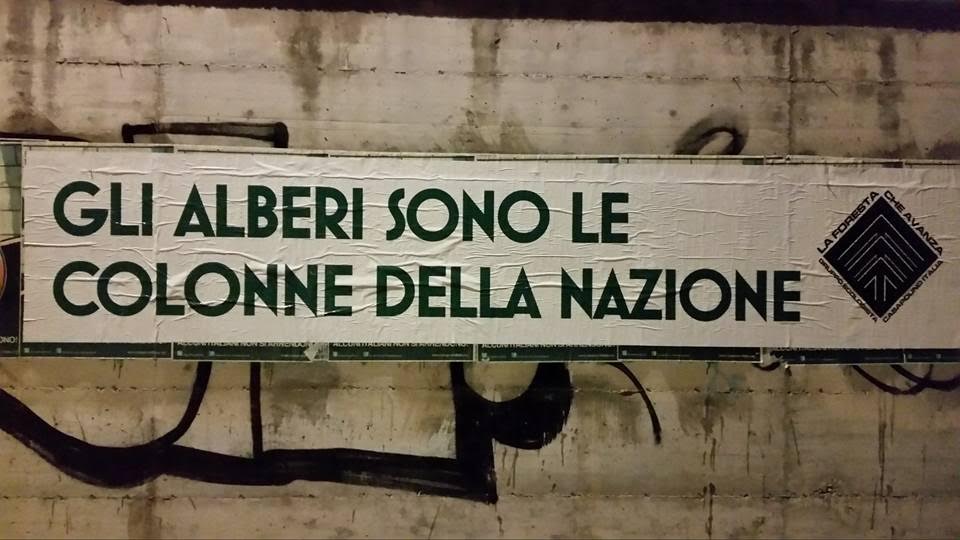 GLI ALBERI SONO LE
COLONNE DELLA NAZIONE
LA FORESTA CHE AVANZA
GRUPPO ECOLOGISTA
CASAPOUND ITALIA